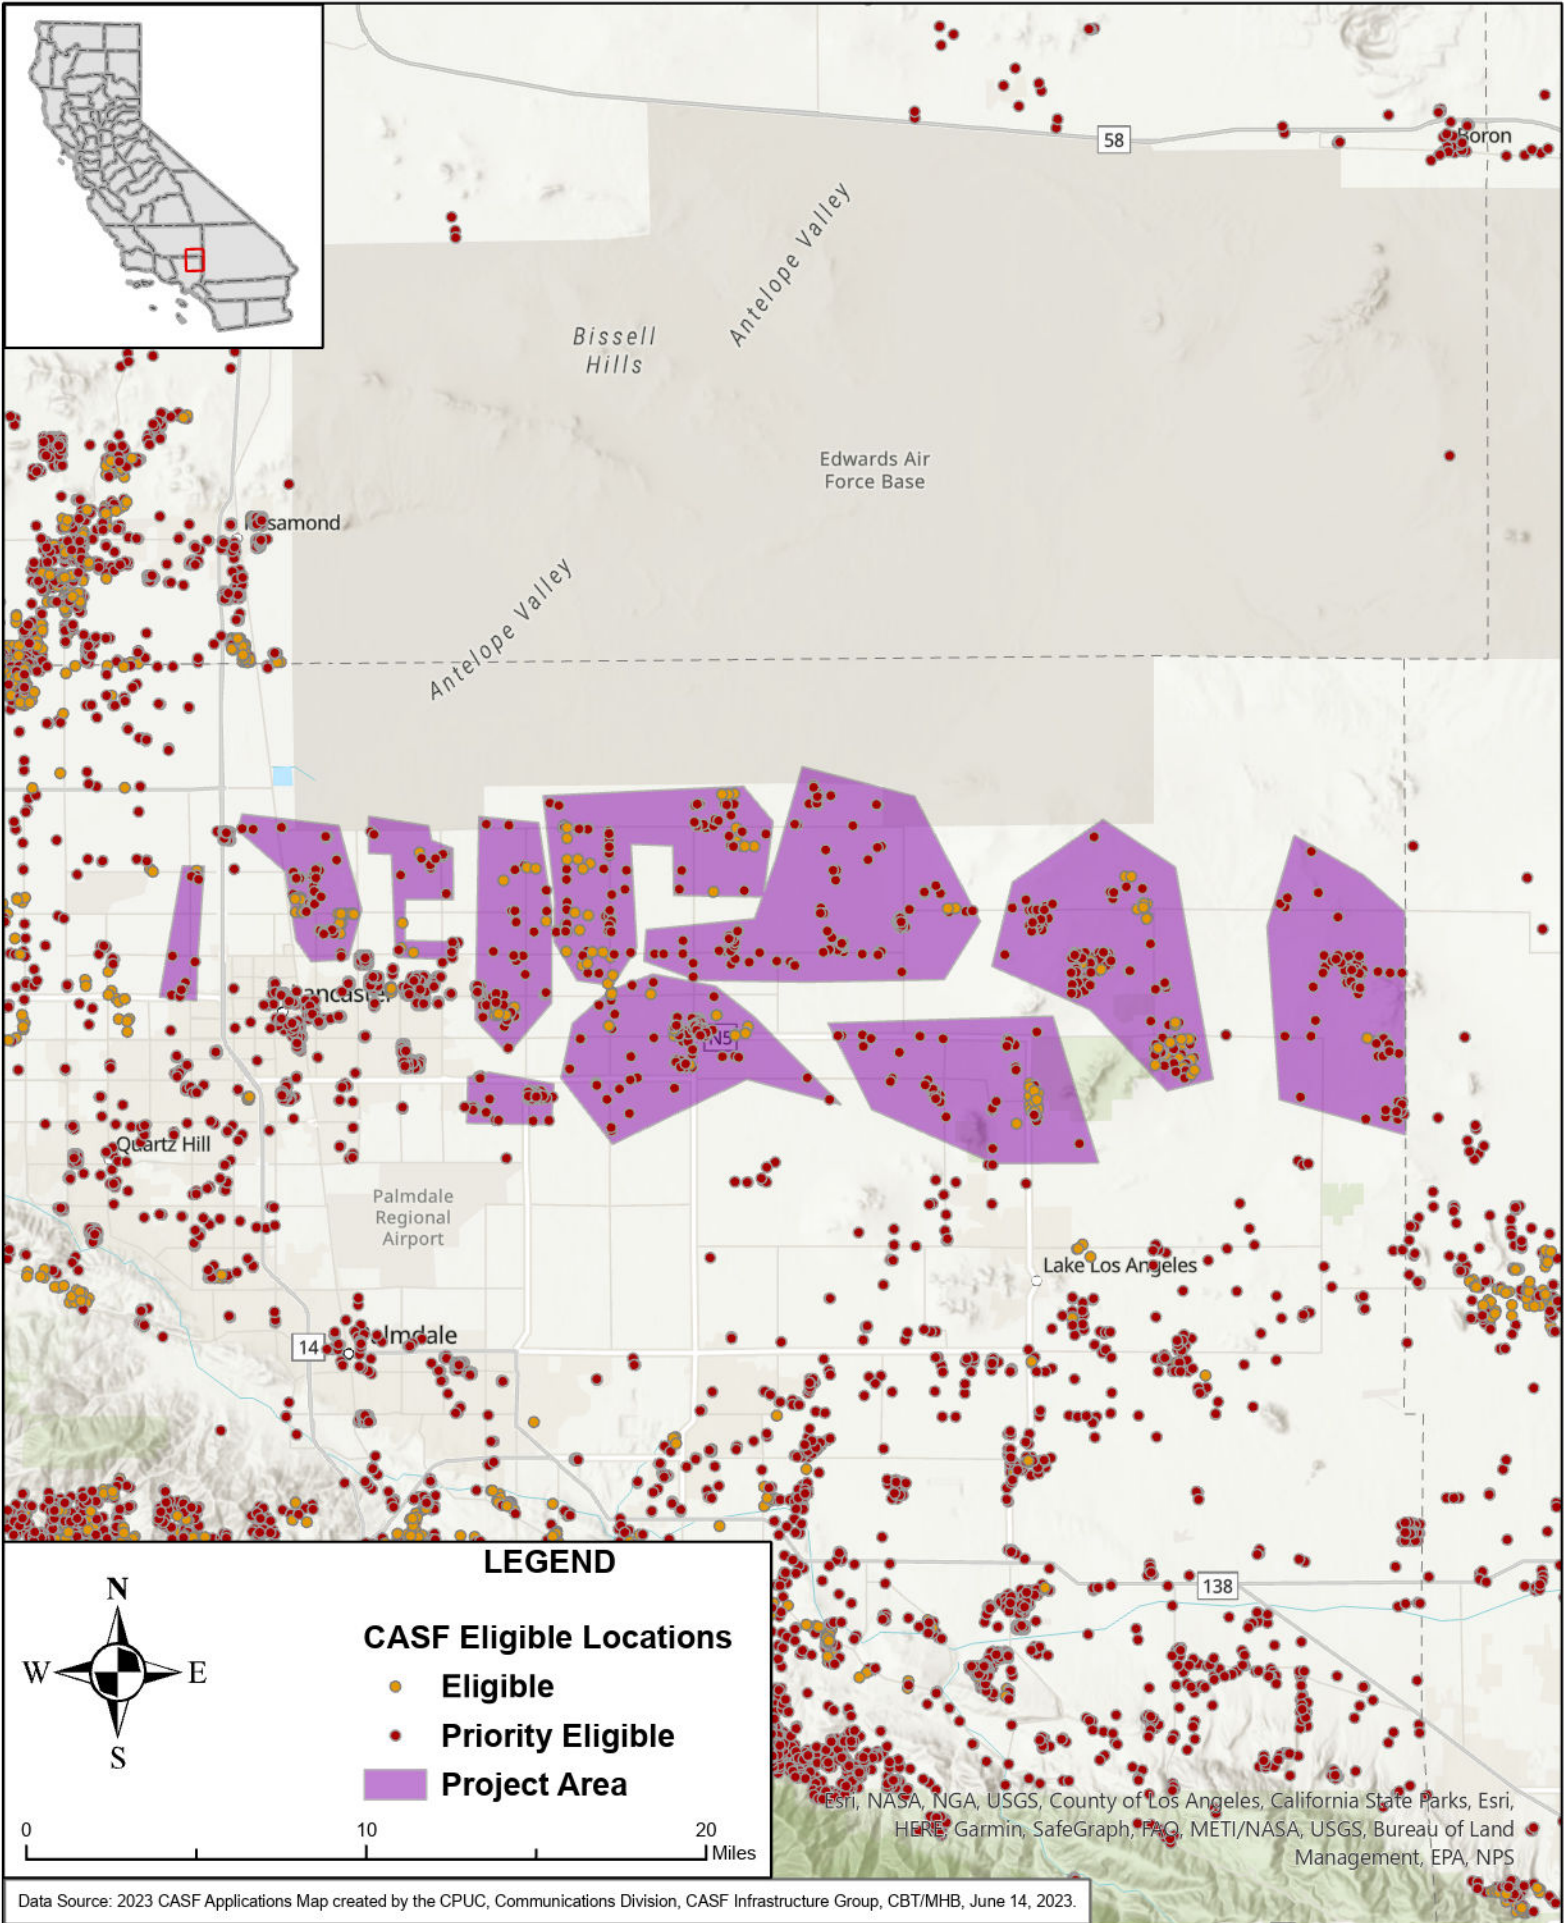 58
Boron
Antelope Valley
Bissell
Hills
Edwards Air
Force Base
Antelope Valley
N5
Quartz Hill
Palmdale
Regional
Airport
Lake Los Angeles
14
138
LEGEND
N
W
E
S
CASF Eligible Locations
Eligible
Priority Eligible
Project Area
0
10
20
Miles
Esri, NASA, NGA, USGS, County of Los Angeles, California State Parks, Esri,
HERE, Garmin, SafeGraph, FAO, METI/NASA, USGS, Bureau of Land
Management, EPA, NPS
Data Source: 2023 CASF Applications Map created by the CPUC, Communications Division, CASF Infrastructure Group, CBT/MHB, June 14, 2023.